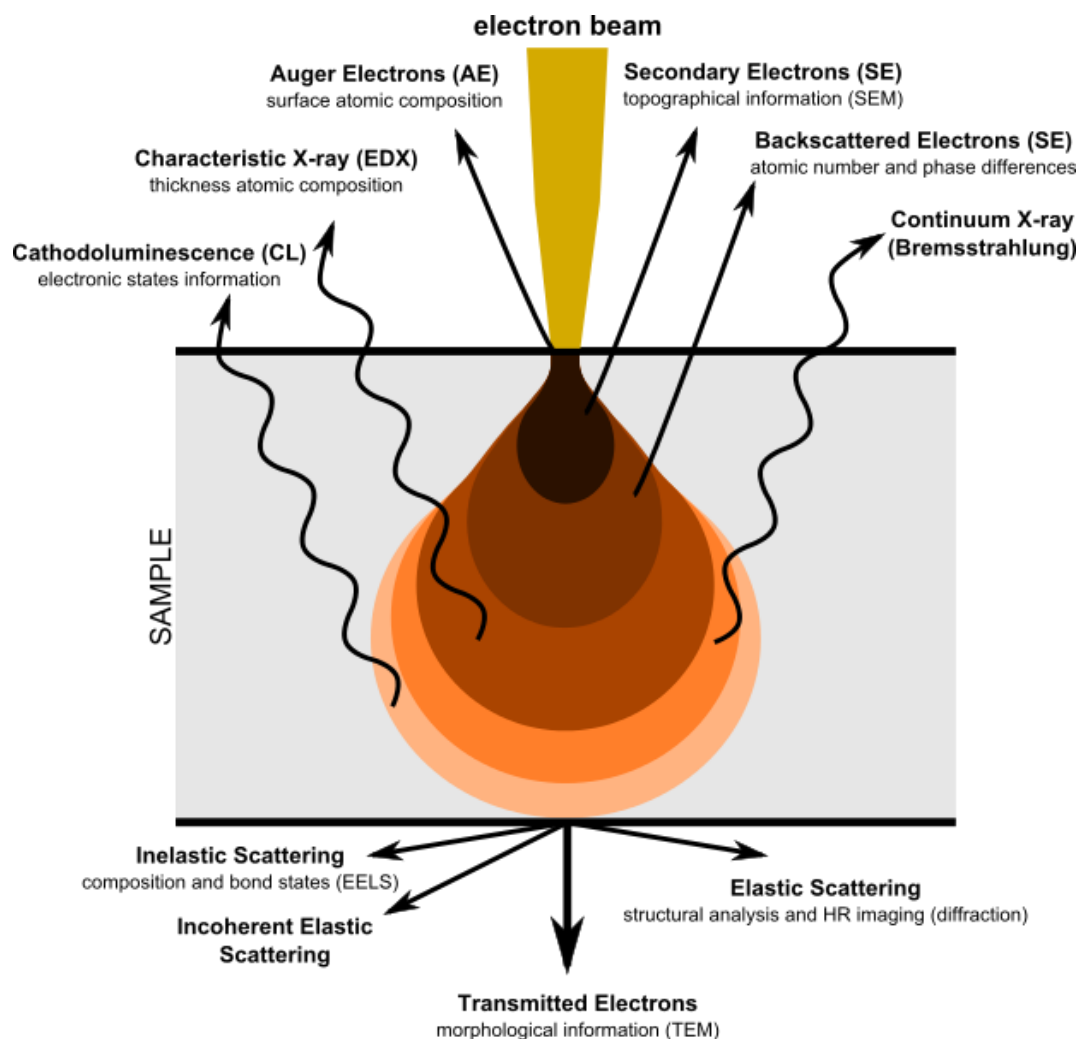 electron beam
Auger Electrons (AE)
surface atomic composition
Secondary Electrons (SE)
topographical information (SEM)
Characteristic X-ray (EDX)
thickness atomic composition
Backscattered Electrons (SE)
atomic number and phase differences
Cathodoluminescence (CL)
electronic states information
Continuum X-ray
(Bremsstrahlung)
SAMPLE
Inelastic Scattering
composition and bond states (EELS)
Incoherent Elastic
Scattering
Elastic Scattering
structural analysis and HR imaging (diffraction)
Transmitted Electrons
morphological information (TEM)